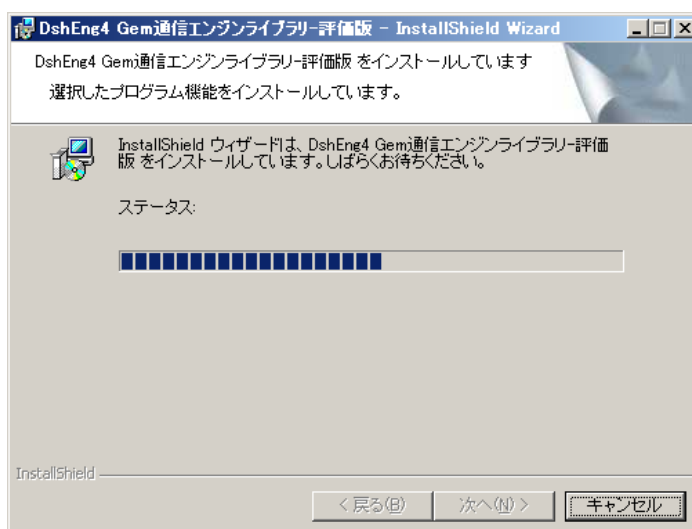 DshEng4 Gem通信エンジンライブラリ-評価版 - InstallShield Wizard
DshEng4 Gem通信エンジンライブラリ-評価版 をインストールしています
選択したプログラム機能をインストールしています。
InstallShield ウィザードは、DshEng4 Gem通信エンジンライブラリ-評価
版 をインストールしています。しばらくお待ちください。
ステータス:
InstallShield
< 戻る(B)
次へ(N) >
キャンセル